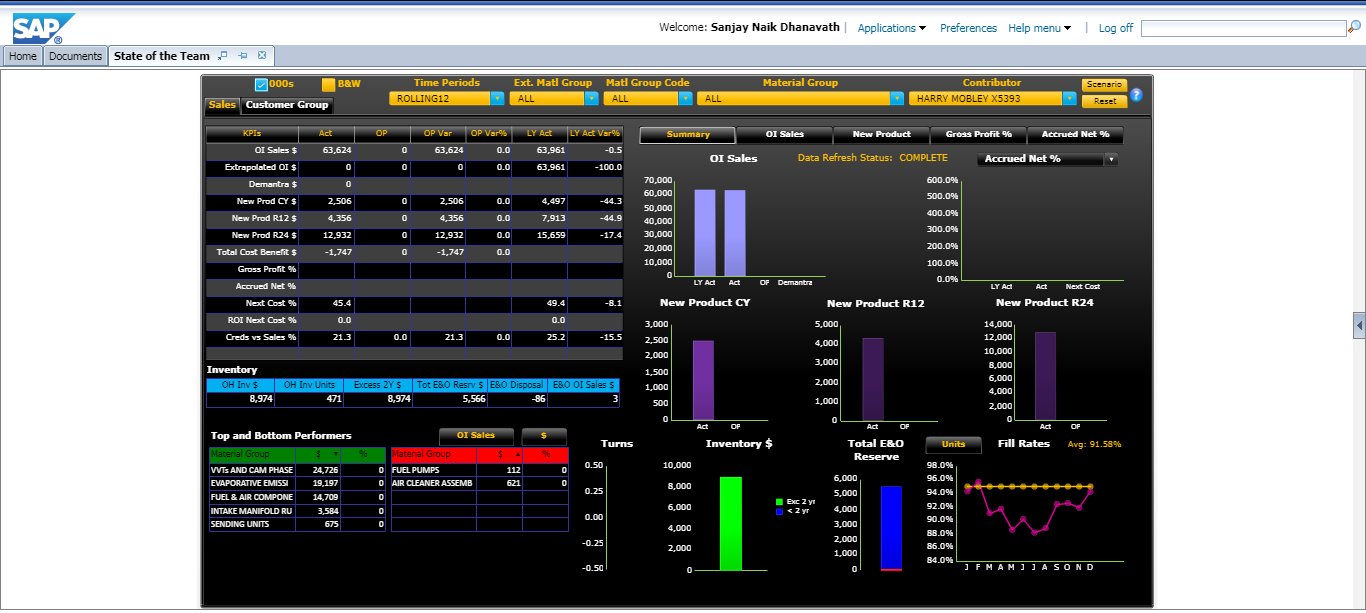 SAP ®
Welcome: Sanjay Naik Dhanavath | Applications Preferences Help menu | Log off
Home Documents State of the Team
000s B&W Time Periods Ext. Matl Group Matl Group Code Material Group Contributor Scenario
ROLLING12 ALL ALL ALL HARRY MOBLEY X5393 Reset ?
Sales Customer Group
KPIs Act OP OP Var OP Var% LY Act LY Act Var%
OI Sales $ 63,624 0 63,624 0.0 63,961 -0.5
Extrapolated OI $ 0 0 0 0.0 63,961 -100.0
Demantra $ 0
New Prod CY $ 2,506 0 2,506 0.0 4,497 -44.3
New Prod R12 $ 4,356 0 4,356 0.0 7,913 -44.9
New Prod R24 $ 12,932 0 12,932 0.0 15,659 -17.4
Total Cost Benefit $ -1,747 0 -1,747 0.0
Gross Profit %
Accrued Net %
Next Cost % 45.4 49.4 -8.1
ROI Next Cost % 0.0 0.0
Creds vs Sales % 21.3 0.0 21.3 0.0 25.2 -15.5
Inventory
OH Inv $ OH Inv Units Excess 2Y $ Tot E&O Resrv $ E&O Disposal E&O OI Sales $
8,974 471 8,974 5,566 -86 3
Top and Bottom Performers OI Sales $
Material Group $ % Material Group $ %
VVTs AND CAM PHASE 24,726 0 FUEL PUMPS 112 0
EVAPORATIVE EMISSI 19,197 0 AIR CLEANER ASSEMB 621 0
FUEL & AIR COMPONE 14,709 0
INTAKE MANIFOLD RU 3,584 0
SENDING UNITS 675 0
Summary OI Sales New Product Gross Profit % Accrued Net %
OI Sales Data Refresh Status: COMPLETE Accrued Net %
70,000
60,000
50,000
40,000
30,000
20,000
10,000
0
LY Act Act OP Demantra
600.0%
500.0%
400.0%
300.0%
200.0%
100.0%
0.0%
LY Act Act Next Cost
New Product CY
3,000
2,500
2,000
1,500
1,000
500
0
Act OP
New Product R12
5,000
4,000
3,000
2,000
1,000
0
Act OP
New Product R24
14,000
12,000
10,000
8,000
6,000
4,000
2,000
0
Act OP
Turns
0.50
0.25
0.00
-0.25
-0.50
Inventory $
10,000
8,000
6,000
4,000
2,000
0
Exc 2 yr
< 2 yr
Total E&O
Reserve
6,000
5,000
4,000
3,000
2,000
1,000
0
Units Fill Rates Avg: 91.58%
98.0%
96.0%
94.0%
92.0%
90.0%
88.0%
86.0%
84.0%
J F M A M J J A S O N D